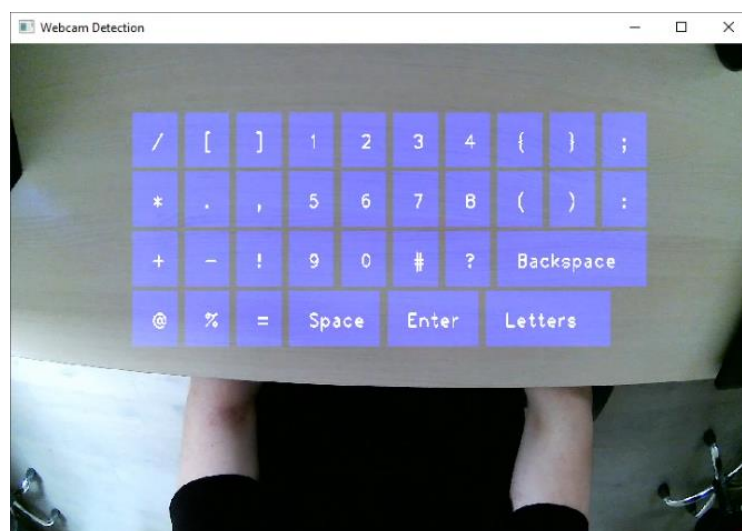 Webcam Detection
/ [ ] 1 2 3 4 { } ;
* . , 5 6 7 8 ( ) :
+ - ! 9 0 # ? Backspace
@ % = Space Enter Letters